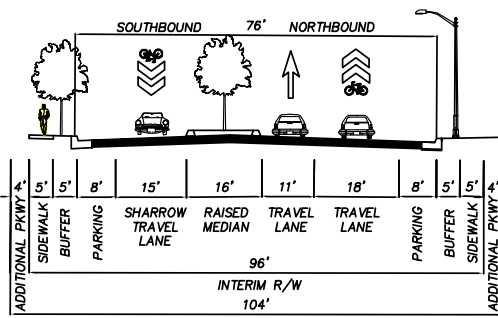 SOUTHBOUND 76' NORTHBOUND
4' 5' 5' 8' 15' 16' 11' 18' 8' 5' 5' 4'
ADDITIONAL PKWY
SIDEWALK
BUFFER
PARKING
SHARROW
TRAVEL
LANE
RAISED
MEDIAN
TRAVEL
LANE
TRAVEL
LANE
PARKING
BUFFER
SIDEWALK
ADDITIONAL PKWY
96'
INTERIM R/W
104'